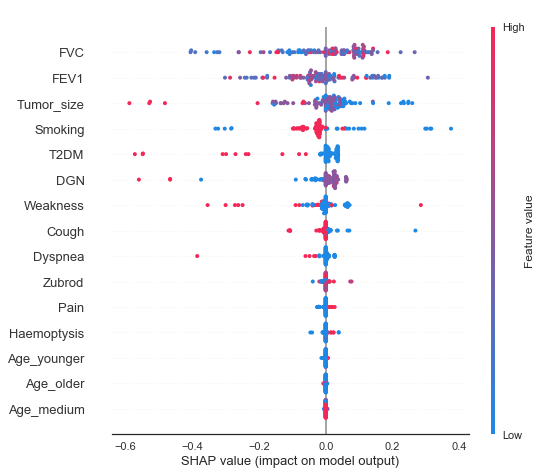 High
FVC
FEV1
Tumor_size
Smoking
T2DM
DGN
Weakness
Cough
Dyspnea
Zubrod
Pain
Haemoptysis
Age_younger
Age_older
Age_medium
Feature value
Low
−0.6 −0.4 −0.2 0.0 0.2 0.4
SHAP value (impact on model output)